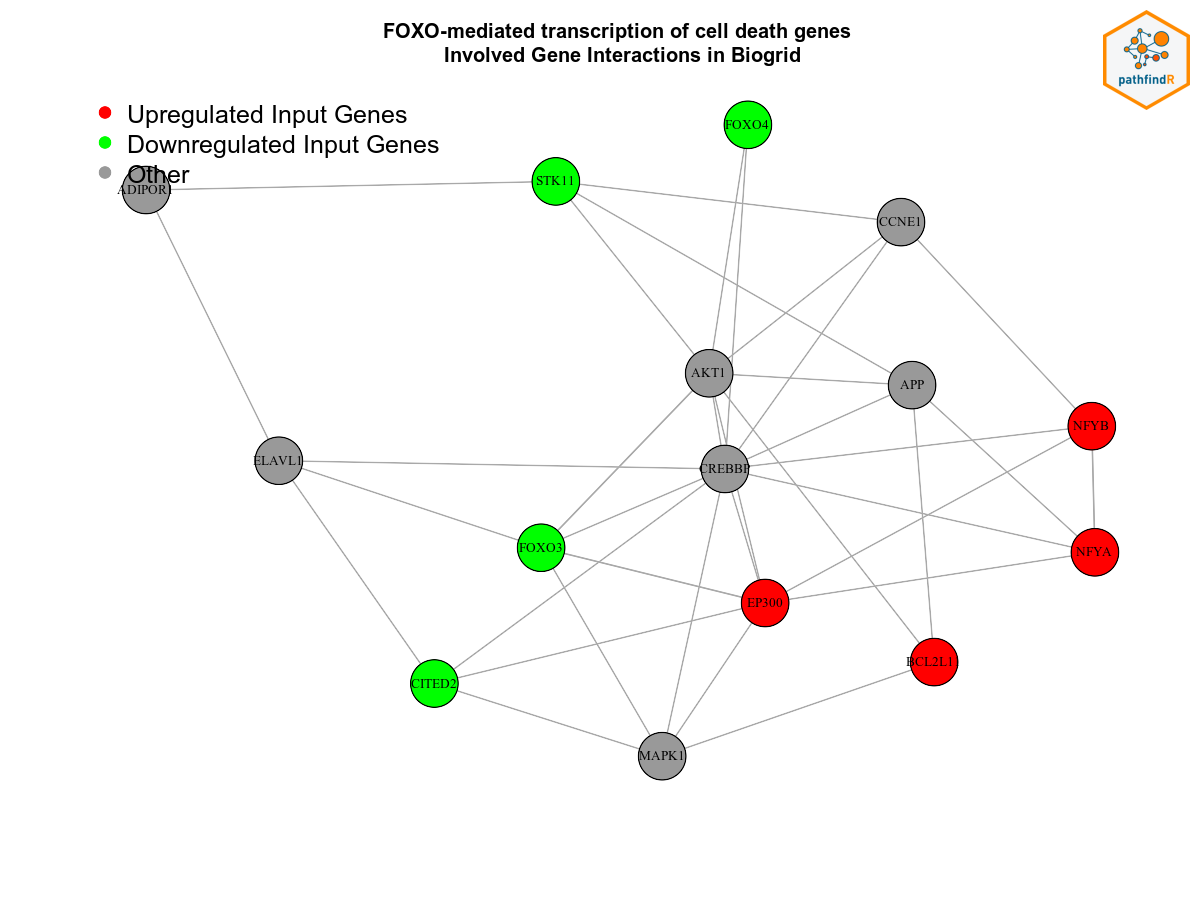 FOXO-mediated transcription of cell death genes
Involved Gene Interactions in Biogrid
pathfindR
Upregulated Input Genes
Downregulated Input Genes
Other
FOXO4
STK11
ADIPOR1
CCNE1
AKT1
APP
NFYB
ELAVL1
CREBBP
FOXO3
NFYA
EP300
BCL2L1
CITED2
MAPK1